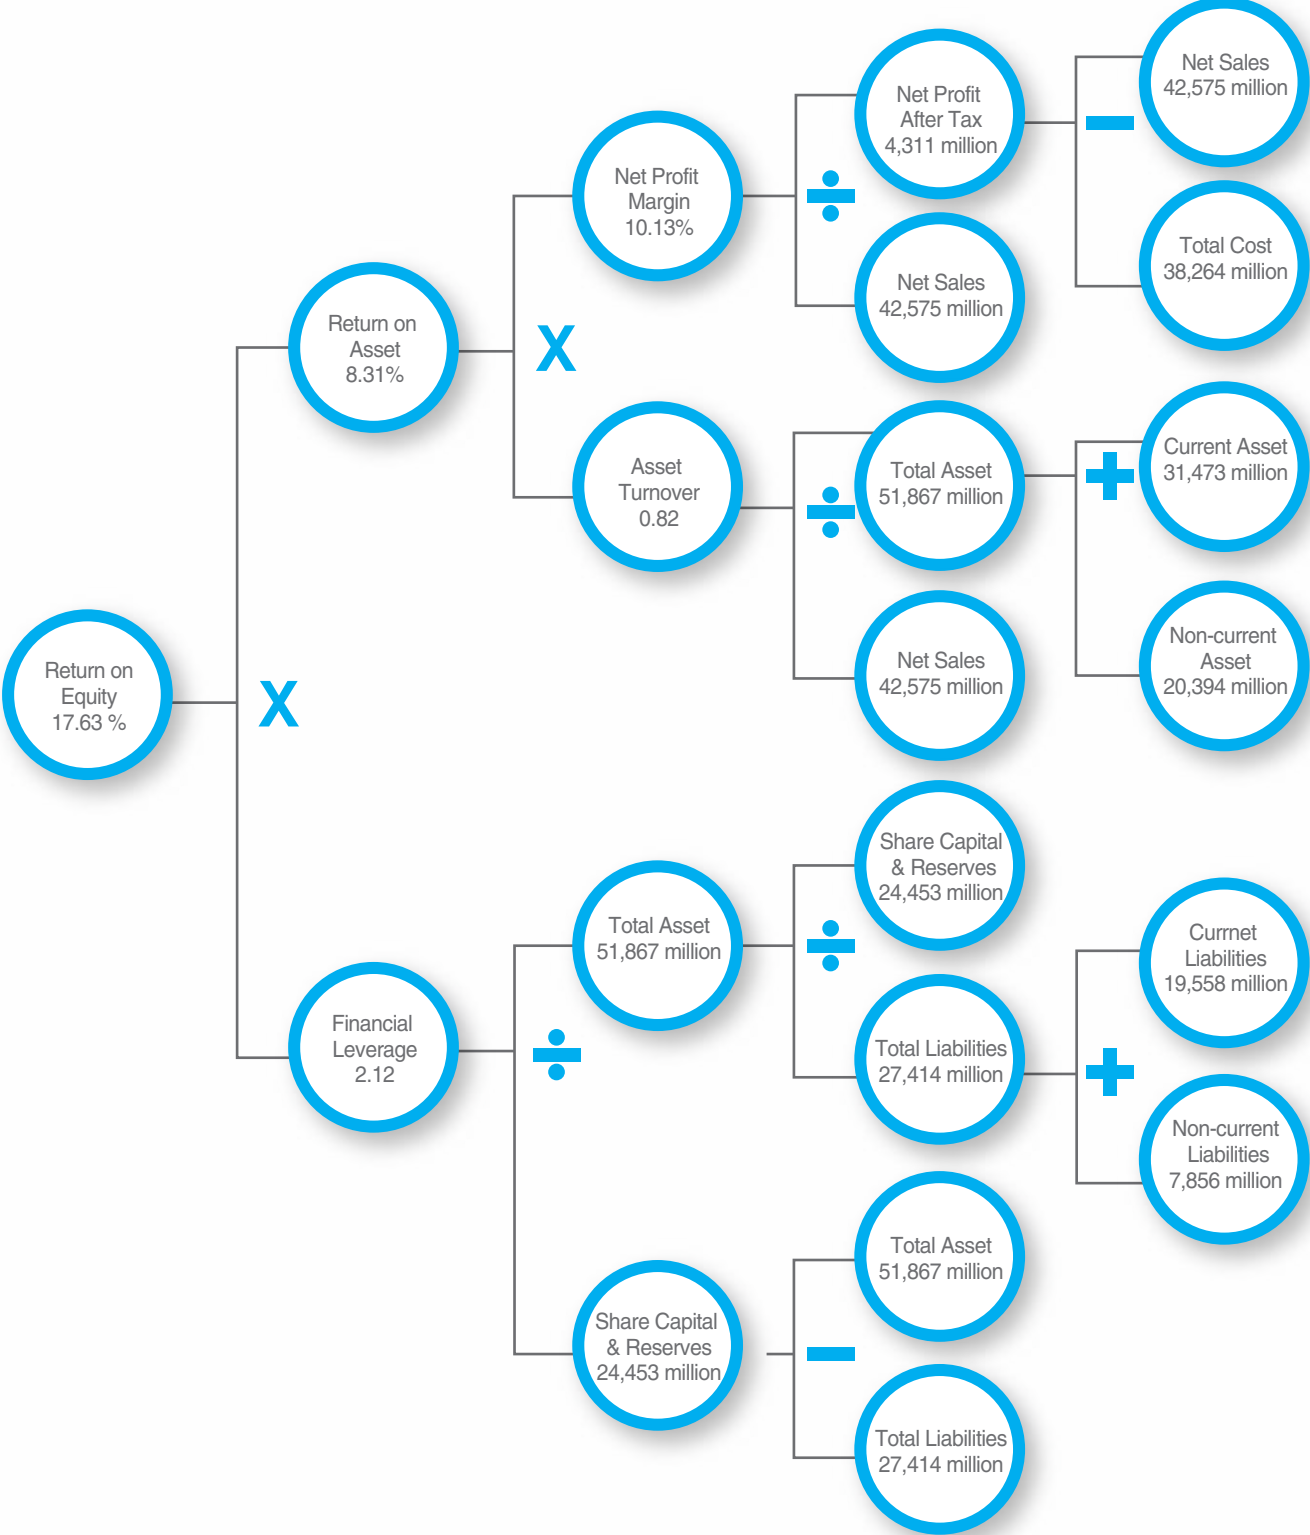 Net Sales
42,575 million
Net Profit
After Tax
4,311 million
Net Profit
Margin
10.13%
÷
Net Sales
42,575 million
Total Cost
38,264 million
Return on
Asset
8.31%
X
Asset
Turnover
0.82
Total Asset
51,867 million
÷
Net Sales
42,575 million
+
Current Asset
31,473 million
Non-current
Asset
20,394 million
Return on
Equity
17.63 %
X
Financial
Leverage
2.12
÷
Total Asset
51,867 million
÷
Share Capital
& Reserves
24,453 million
Total Liabilities
27,414 million
Currnet
Liabilities
19,558 million
+
Non-current
Liabilities
7,856 million
Share Capital
& Reserves
24,453 million
Total Asset
51,867 million
Total Liabilities
27,414 million